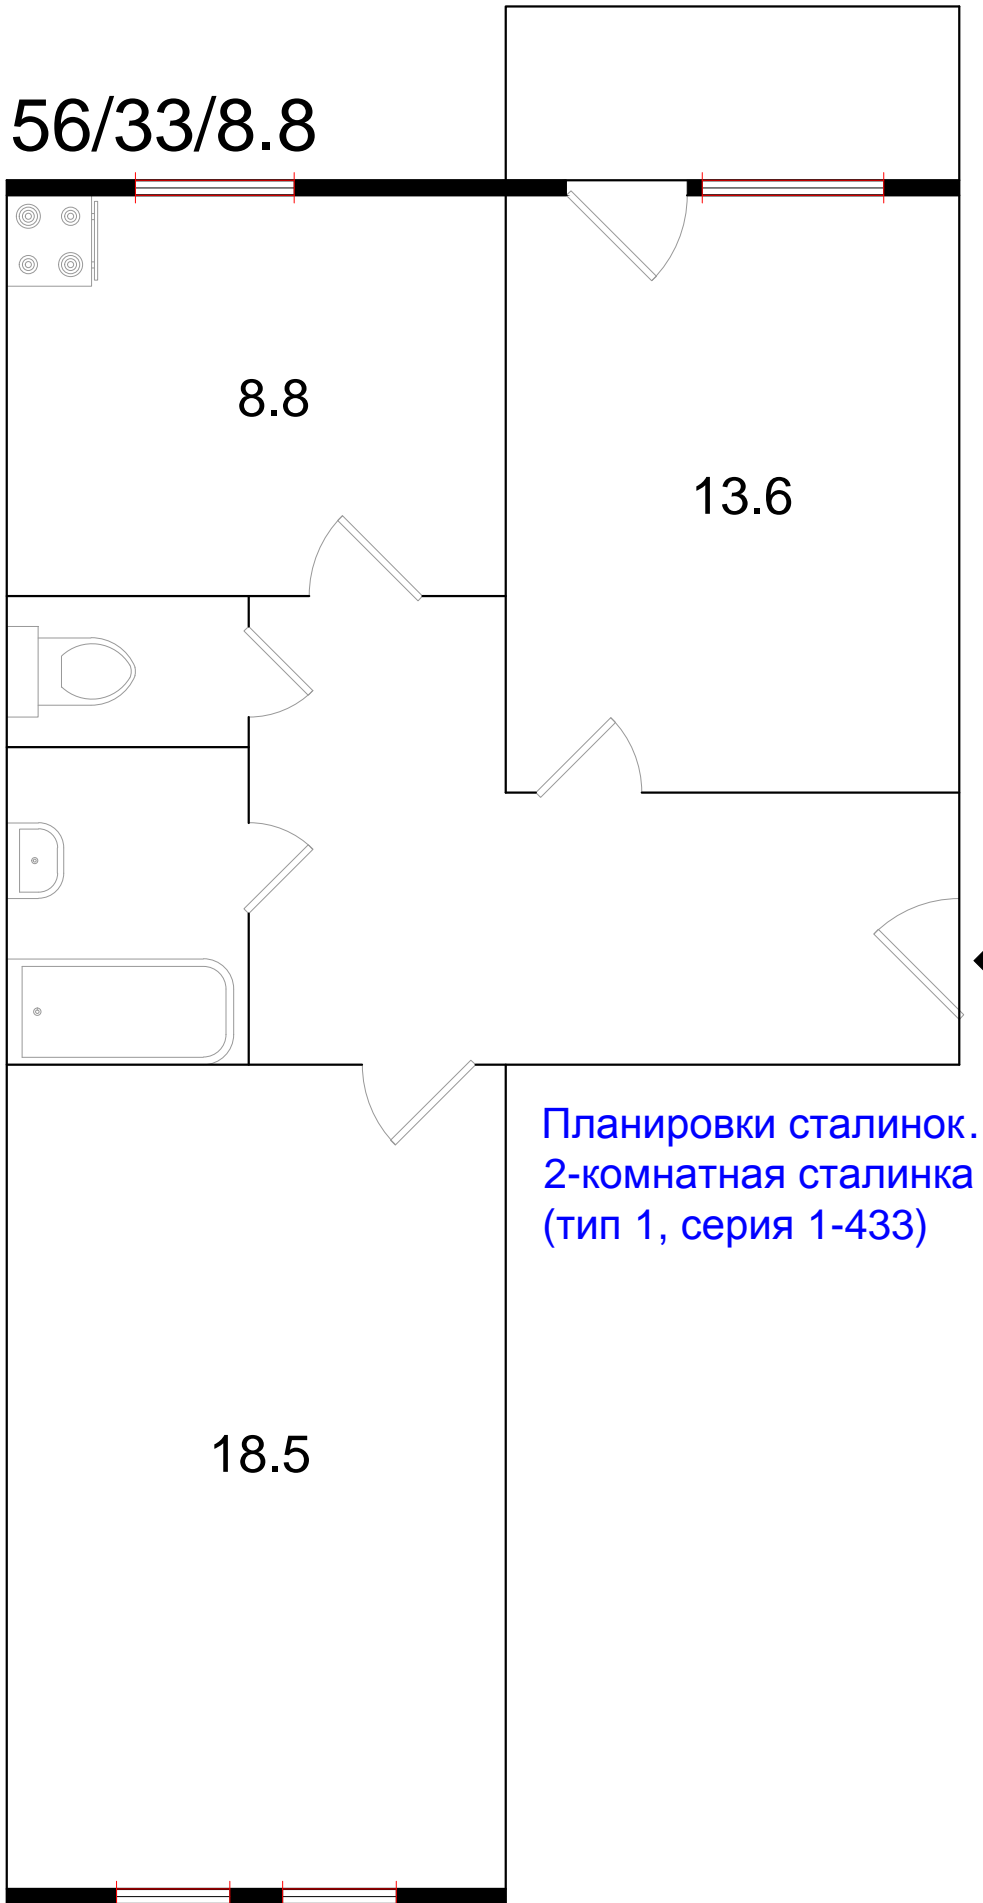 56/33/8.8
8.8
13.6
Планировки сталинок.
2-комнатная сталинка
(тип 1, серия 1-433)
18.5